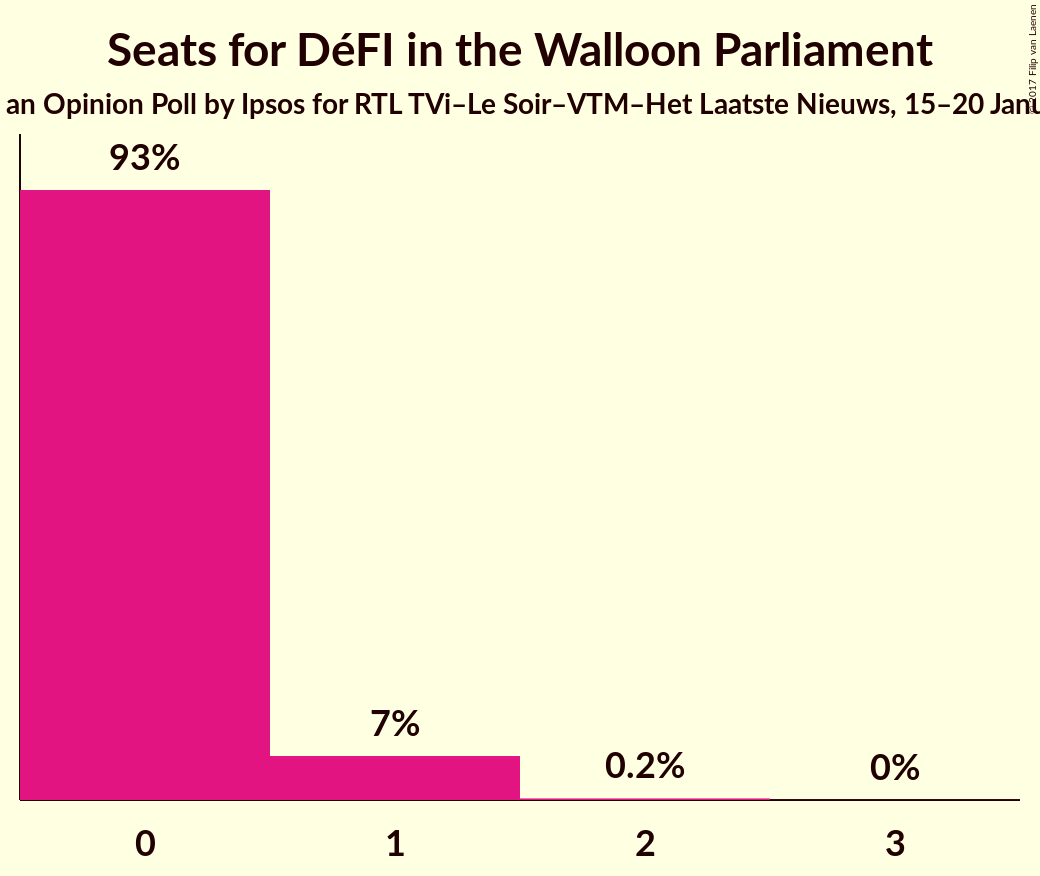 Seats for DéFI in the Walloon Parliament
an Opinion Poll by Ipsos for RTL TVi–Le Soir–VTM–Het Laatste Nieuws, 15–20 Janu
© 2017 Filip van Laenen
93%
7%
0.2%
0%
0
1
2
3